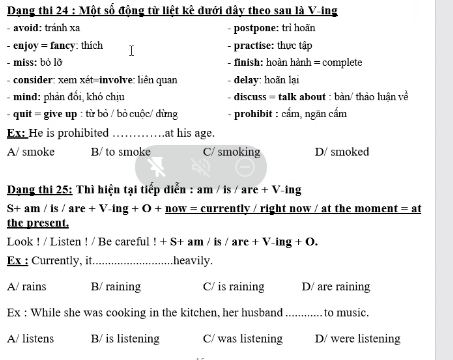 Dạng thi 24 : Một số động từ liệt kê dưới đây theo sau là V-ing
- avoid: tránh xa - postpone: trì hoãn
- enjoy = fancy: thích - practise: thực tập
- miss: bỏ lỡ - finish: hoàn hành = complete
- consider: xem xét=involve: liên quan - delay: hoãn lại
- mind: phản đối, khó chịu - discuss = talk about : bàn/ thảo luận về
- quit = give up : từ bỏ / bỏ cuộc/ dừng - prohibit : cấm, ngăn cấm
Ex: He is prohibited ………….at his age.
A/ smoke B/ to smoke C/ smoking D/ smoked
Dạng thi 25: Thì hiện tại tiếp diễn : am / is / are + V-ing
S+ am / is / are + V-ing + O + now = currently / right now / at the moment = at
the present.
Look ! / Listen ! / Be careful ! + S+ am / is / are + V-ing + O.
Ex : Currently, it..........................heavily.
A/ rains B/ raining C/ is raining D/ are raining
Ex : While she was cooking in the kitchen, her husband ............ to music.
A/ listens B/ is listening C/ was listening D/ were listening